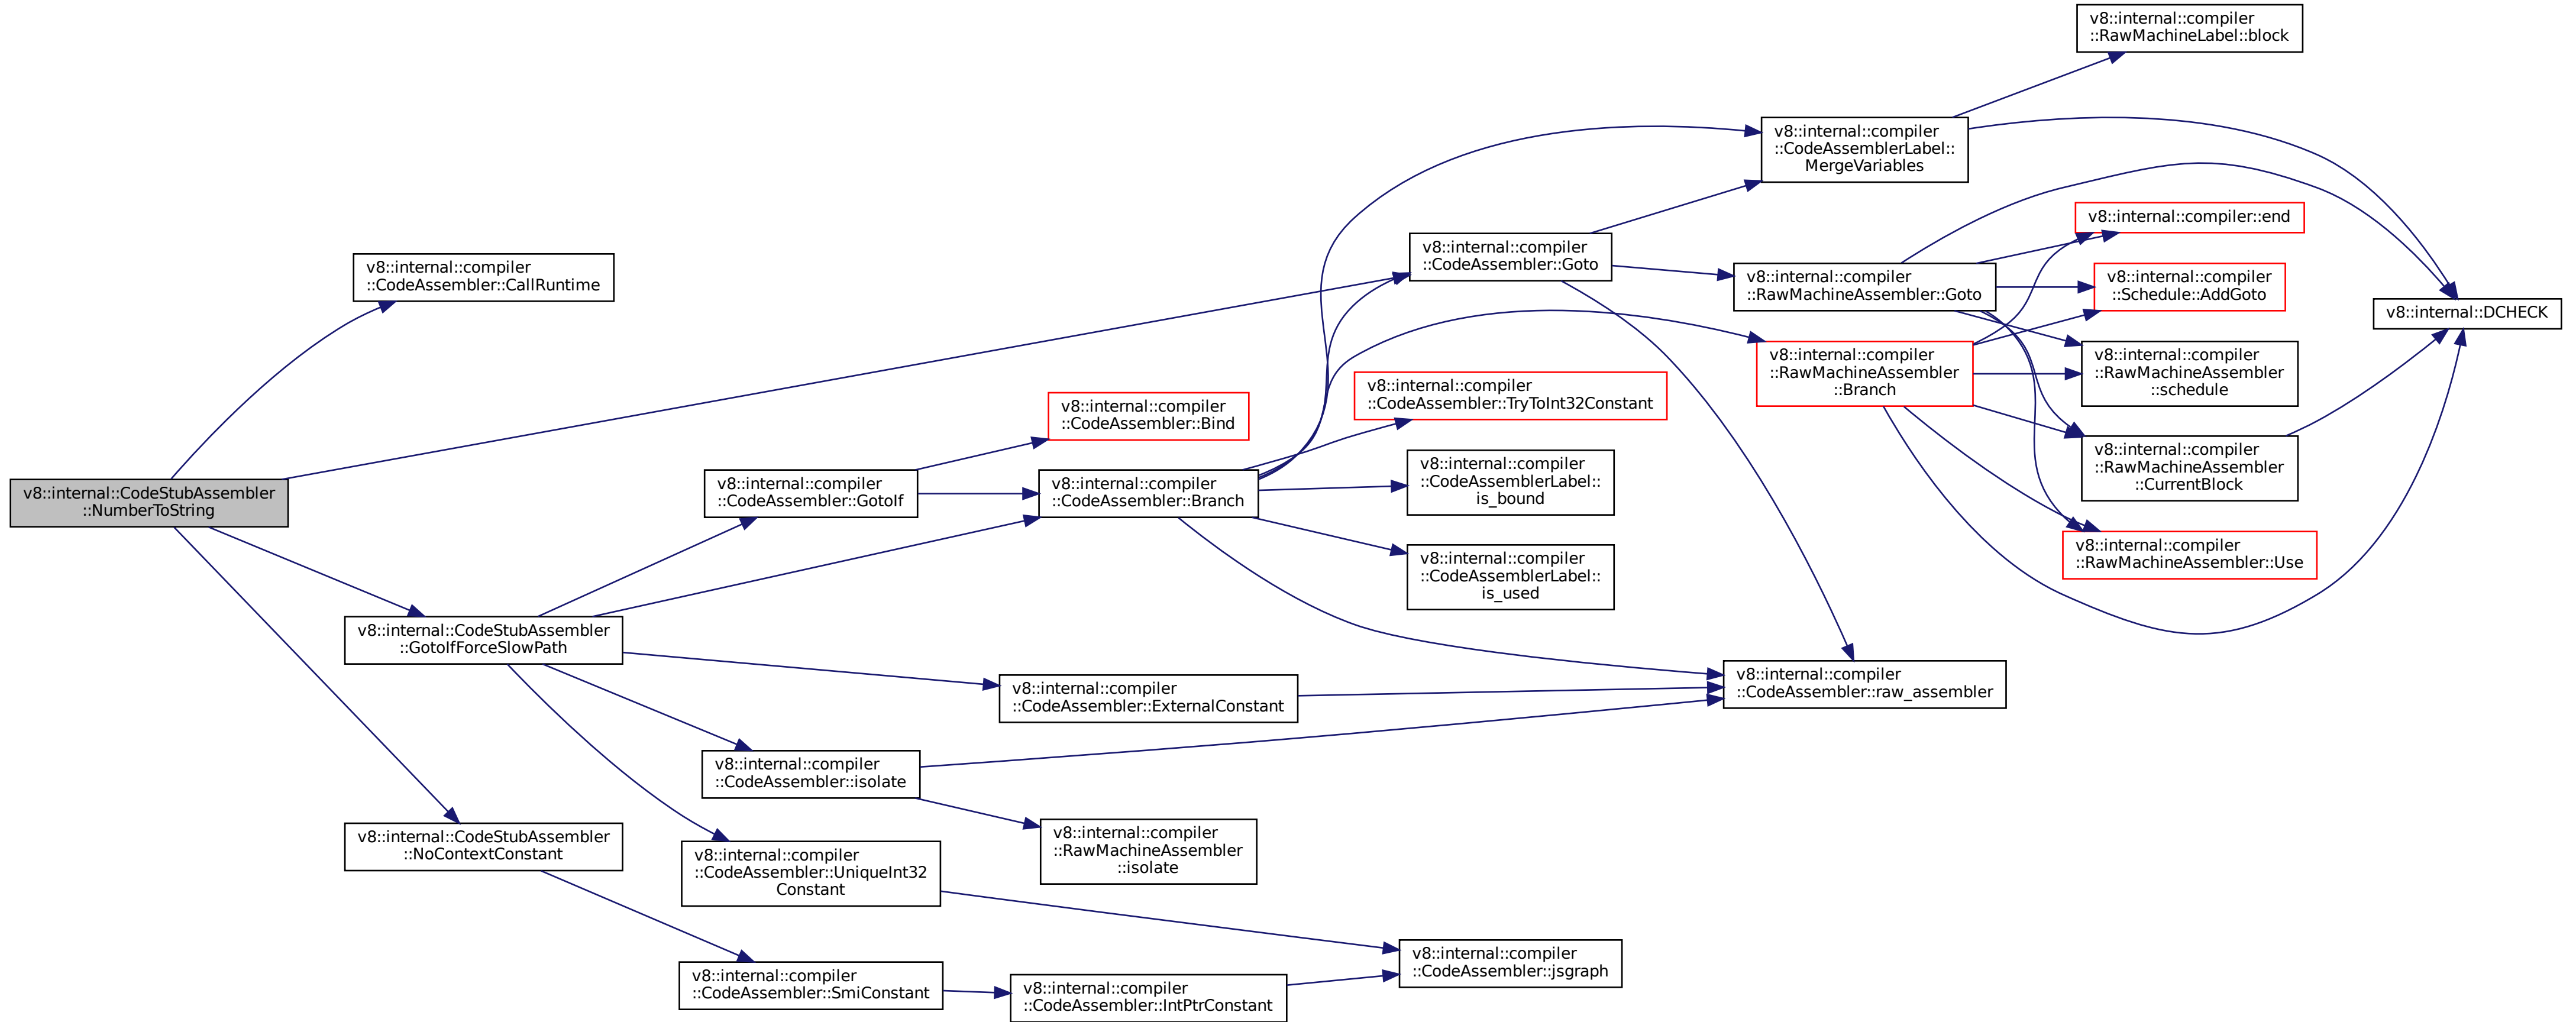 v8::internal::CodeStubAssembler
::NumberToString
v8::internal::compiler
::CodeAssembler::CallRuntime
v8::internal::CodeStubAssembler
::GotoIfForceSlowPath
v8::internal::CodeStubAssembler
::NoContextConstant
v8::internal::compiler
::CodeAssembler::GotoIf
v8::internal::compiler
::CodeAssembler::isolate
v8::internal::compiler
::CodeAssembler::UniqueInt32
Constant
v8::internal::compiler
::CodeAssembler::SmiConstant
v8::internal::compiler
::CodeAssembler::Bind
v8::internal::compiler
::CodeAssembler::Branch
v8::internal::compiler
::CodeAssembler::ExternalConstant
v8::internal::compiler
::RawMachineAssembler
::isolate
v8::internal::compiler
::CodeAssembler::IntPtrConstant
v8::internal::compiler
::CodeAssembler::Goto
v8::internal::compiler
::CodeAssembler::TryToInt32Constant
v8::internal::compiler
::CodeAssemblerLabel::
is_bound
v8::internal::compiler
::CodeAssemblerLabel::
is_used
v8::internal::compiler
::CodeAssembler::jsgraph
v8::internal::compiler
::CodeAssemblerLabel::
MergeVariables
v8::internal::compiler
::RawMachineAssembler::Goto
v8::internal::compiler
::RawMachineAssembler
::Branch
v8::internal::compiler
::CodeAssembler::raw_assembler
v8::internal::compiler
::RawMachineLabel::block
v8::internal::compiler::end
v8::internal::compiler
::Schedule::AddGoto
v8::internal::compiler
::RawMachineAssembler
::schedule
v8::internal::compiler
::RawMachineAssembler
::CurrentBlock
v8::internal::compiler
::RawMachineAssembler::Use
v8::internal::DCHECK